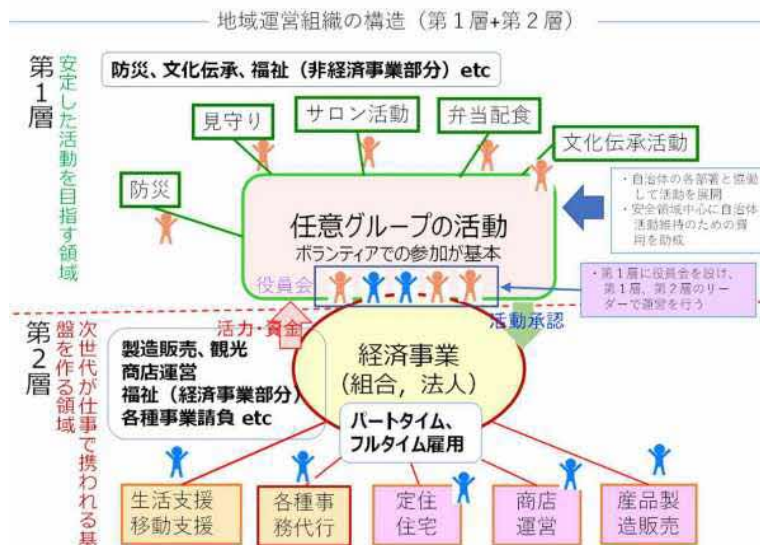 地域運営組織の構造（第１層+第２層）
第１層
安定した活動を目指す領域
防災、文化伝承、福祉（非経済事業部分）etc
防災
見守り
サロン活動
弁当配食
文化伝承活動
任意グループの活動
ボランティアでの参加が基本
役員会
・自治体の各部署と協働
して活動を展開
・安全領域中心に自治体
活動維持のための費
用を助成
・第１層に役員会を設け、
第１層、第２層のリー
ダーで運営を行う
活力・資金
活動承認
第２層
次世代が仕事で携われる基
盤を作る領域
製造販売、観光
商店運営
福祉（経済事業部分）
各種事業請負 etc
経済事業
（組合，法人）
パートタイム、
フルタイム雇用
生活支援
移動支援
各種事
務代行
定住
住宅
商店
運営
産品製
造販売